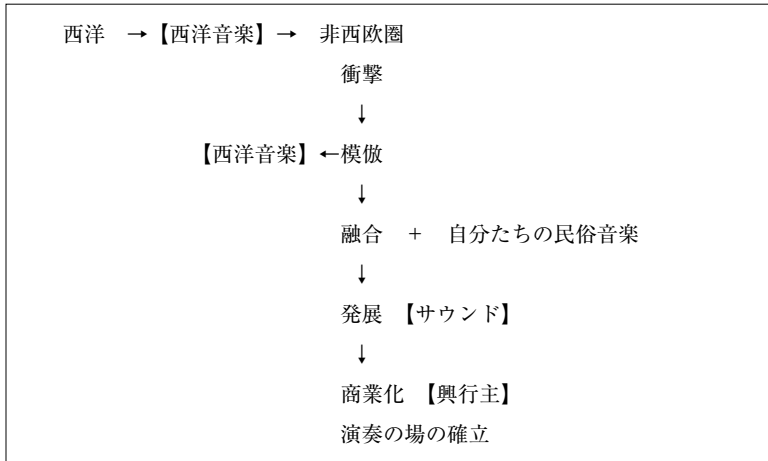 西洋 →【西洋音楽】→ 非西欧圏
衝撃
↓
【西洋音楽】←模倣
↓
融合 + 自分たちの民俗音楽
↓
発展 【サウンド】
↓
商業化 【興行主】
演奏の場の確立